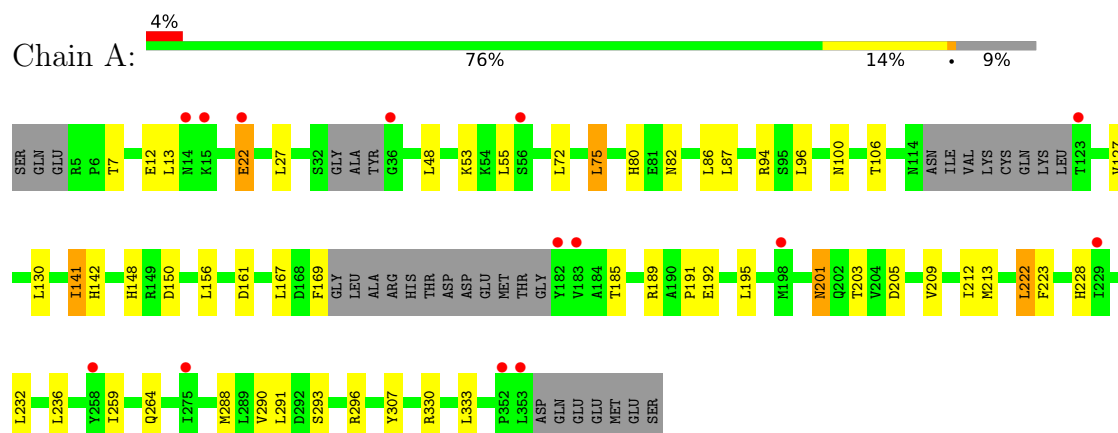 4%
Chain A:
76% 14% • 9%
SER GLN GLU R5 P6 T7 E12 L13 N14 K15 E22 L27 S32 GLY ALA TYR G36 L48 K53 K54 L55 S56 L72 L75 H80 E81 N82 L86 L87 R94 S95 L96 N100 T106 N114 ASN ILE VAL LYS CYS GLN LYS LEU T123 V127
L130 I141 H142 H148 R149 D150 L156 D161 L167 D168 F169 GLY LEU ALA ARG HIS THR ASP ASP GLU MET THR GLY Y182 V183 A184 T185 R189 A190 P191 E192 L195 M198 N201 Q202 T203 V204 D205 V209 I212 M213 L222 F223 H228 I229
L232 L236 Y258 I259 Q264 I275 M288 L289 V290 L291 D292 S293 R296 Y307 R330 L333 P352 L353 ASP GLN GLU GLU MET GLU SER